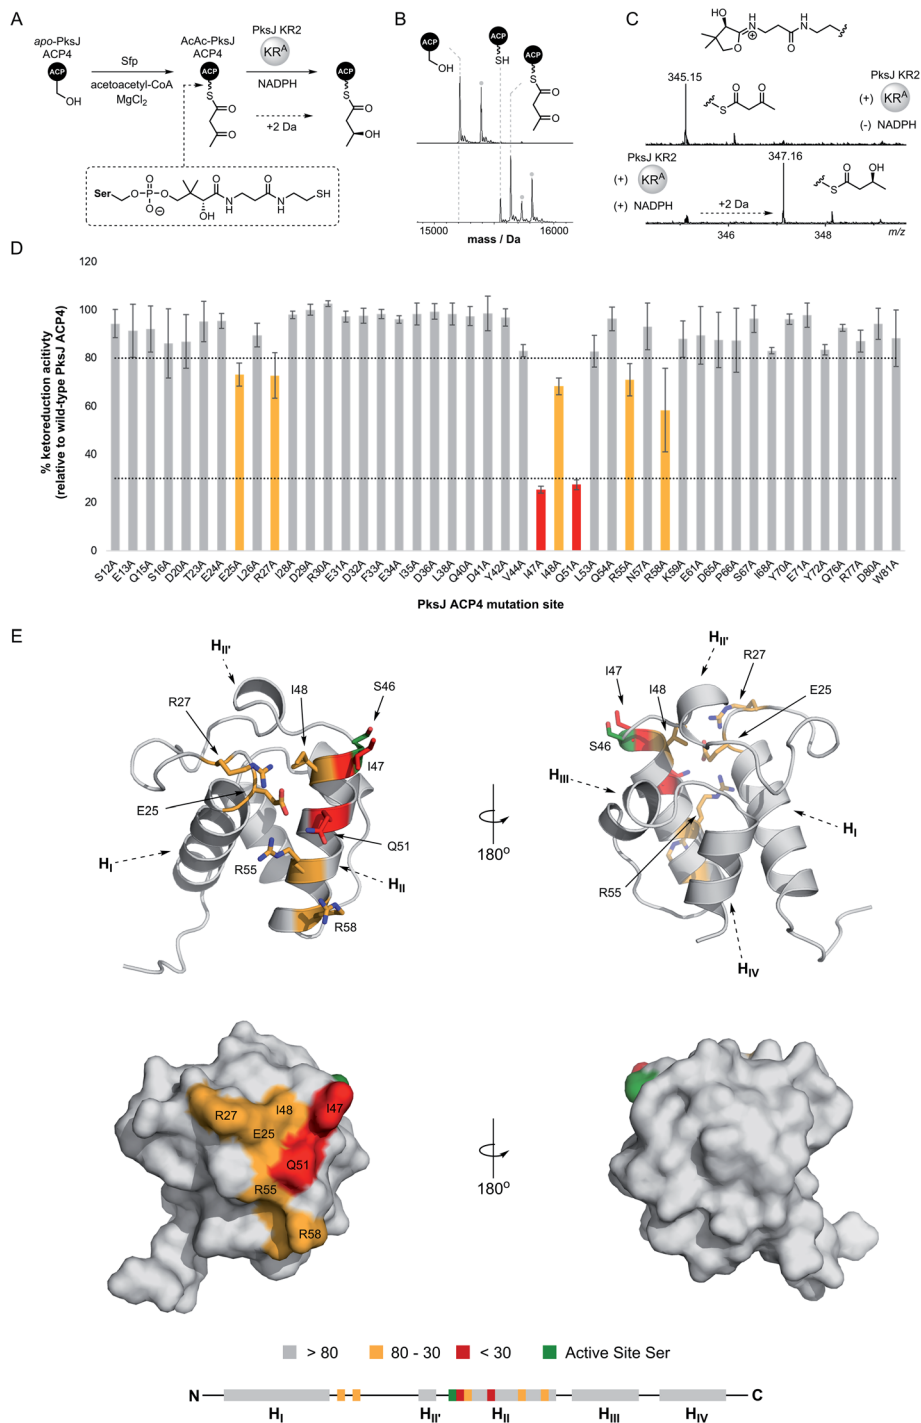 A
apo-PksJ
ACP4
ACP
OH
Sfp
acetoacetyl-CoA
MgCl2
AcAc-PksJ
ACP4
ACP
S
O
O
PksJ KR2
KRA
NADPH
+2 Da
ACP
S
O
OH
Ser
O
P
O
O
O
OH
N
H
O
N
H
SH
B
ACP
OH
ACP
SH
ACP
S
O
O
15000
16000
mass / Da
C
HO
O
N
H
O
H
N
345.15
S
O
O
PksJ KR2
(+)
KRA
(-) NADPH
347.16
PksJ KR2
(+)
KRA
(+)
NADPH
+2 Da
S
O
OH
346
348
m/z
D
% ketoreduction acitivity
(relative to wild-type PksJ ACP4)
120
100
80
60
40
20
0
S12A E13A Q15A S16A D20A T23A E24A E25A L26A R27A I28A D29A R30A E31A D32A F33A E34A I35A D36A L38A Q40A D41A Y42A V44A I47A I48A Q51A L53A Q54A R55A N57A R58A K59A E61A D65A P66A S67A I68A Y70A E71A Y72A Q76A R77A D80A W81A
PksJ ACP4 mutation site
E
HII'
R27
I48
S46
I47
E25
Q51
HI
R55
HII
R58
180o
HII'
R27
I47
I48
E25
S46
HIII
HI
R55
HIV
R27
I48
I47
E25
Q51
R55
R58
180o
> 80
80 - 30
< 30
Active Site Ser
N
C
HI
HII'
HII
HIII
HIV